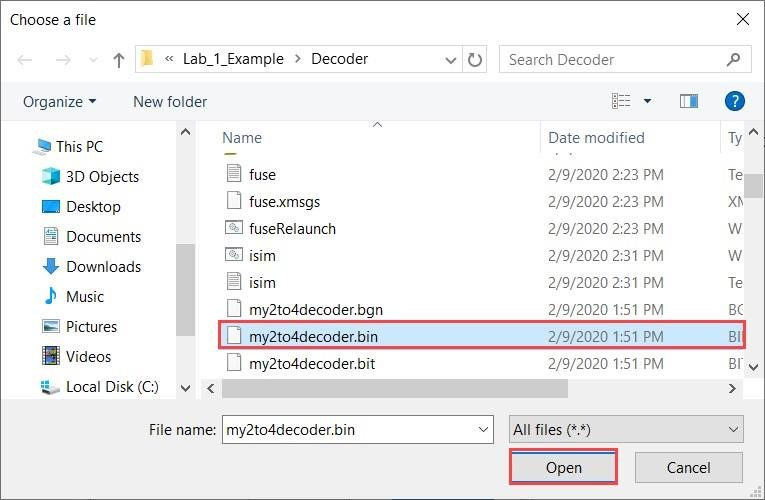 Choose a file
« Lab_1_Example > Decoder
Search Decoder
Organize
New folder
?
This PC
3D Objects
Desktop
Documents
Downloads
Music
Pictures
Videos
Local Disk (C:)
Name Date modified Ty
fuse 2/9/2020 2:23 PM Te
fuse.xmsgs 2/9/2020 2:23 PM XM
fuseRelaunch 2/9/2020 2:23 PM W
isim 2/9/2020 2:31 PM W
isim 2/9/2020 2:31 PM Te
my2to4decoder.bgn 2/9/2020 1:51 PM BG
my2to4decoder.bin 2/9/2020 1:51 PM BI
my2to4decoder.bit 2/9/2020 1:51 PM BI
File name: my2to4decoder.bin All files (*.*)
Open Cancel